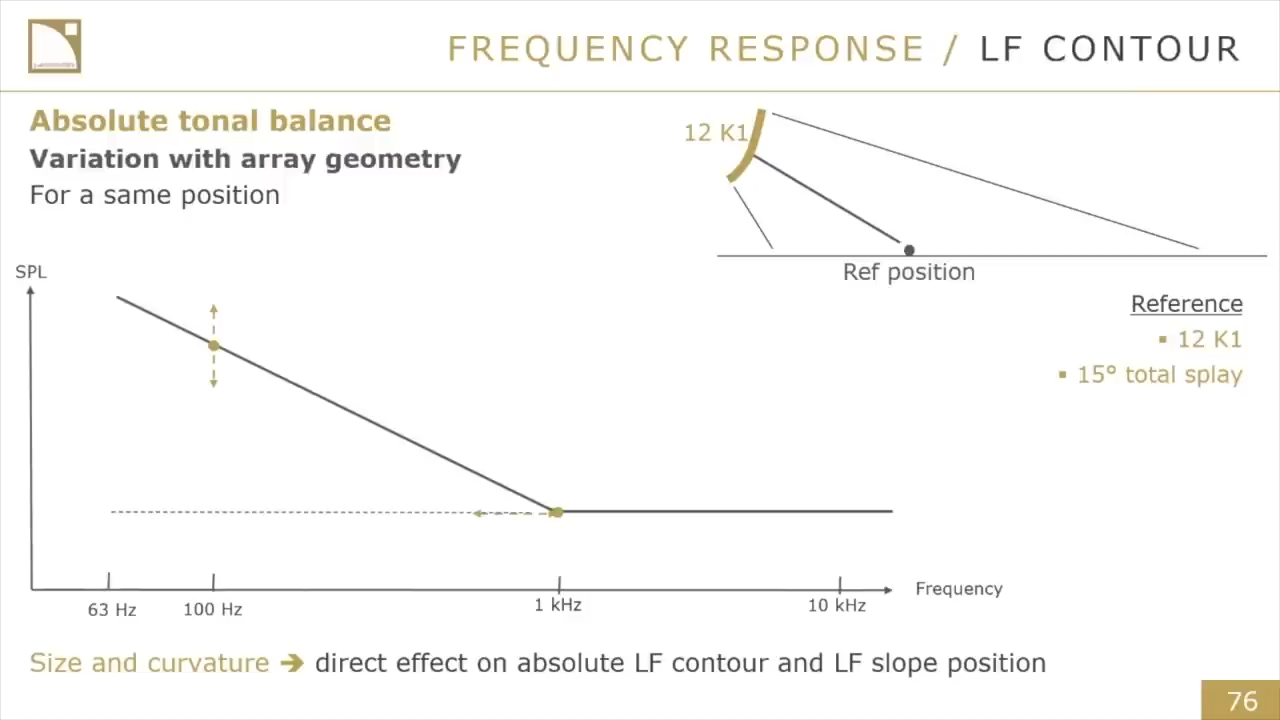 FREQUENCY RESPONSE / LF CONTOUR
Absolute tonal balance
Variation with array geometry
For a same position
12 K1
Ref position
Reference
▪ 12 K1
▪ 15° total splay
SPL
63 Hz
100 Hz
1 kHz
10 kHz
Frequency
Size and curvature ➔ direct effect on absolute LF contour and LF slope position
76